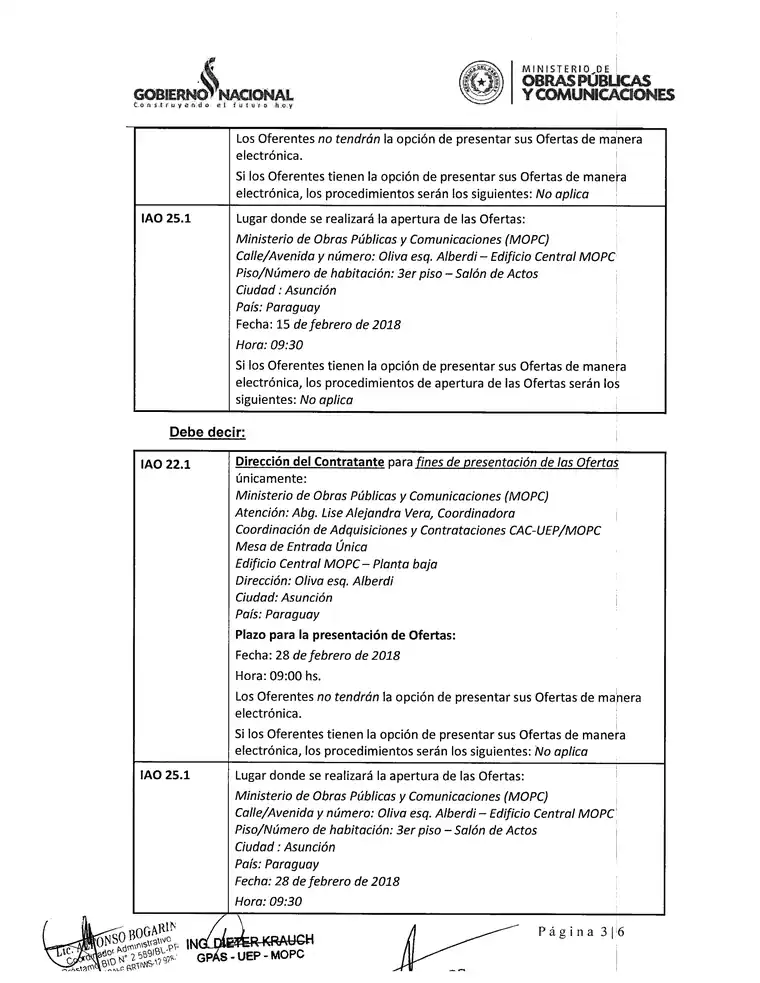 GOBIERNO NACIONAL
Construyendo el futuro hoy
MINISTERIO DE
OBRAS PÚBLICAS
Y COMUNICACIONES
Los Oferentes no tendrán la opción de presentar sus Ofertas de manera
electrónica.
Si los Oferentes tienen la opción de presentar sus Ofertas de manera
electrónica, los procedimientos serán los siguientes: No aplica
IAO 25.1
Lugar donde se realizará la apertura de las Ofertas:
Ministerio de Obras Públicas y Comunicaciones (MOPC)
Calle/Avenida y número: Oliva esq. Alberdi – Edificio Central MOPC
Piso/Número de habitación: 3er piso – Salón de Actos
Ciudad : Asunción
País: Paraguay
Fecha: 15 de febrero de 2018
Hora: 09:30
Si los Oferentes tienen la opción de presentar sus Ofertas de manera
electrónica, los procedimientos de apertura de las Ofertas serán los
siguientes: No aplica
Debe decir:
IAO 22.1
Dirección del Contratante para fines de presentación de las Ofertas
únicamente:
Ministerio de Obras Públicas y Comunicaciones (MOPC)
Atención: Abg. Lise Alejandra Vera, Coordinadora
Coordinación de Adquisiciones y Contrataciones CAC-UEP/MOPC
Mesa de Entrada Única
Edificio Central MOPC – Planta baja
Dirección: Oliva esq. Alberdi
Ciudad: Asunción
País: Paraguay
Plazo para la presentación de Ofertas:
Fecha: 28 de febrero de 2018
Hora: 09:00 hs.
Los Oferentes no tendrán la opción de presentar sus Ofertas de manera
electrónica.
Si los Oferentes tienen la opción de presentar sus Ofertas de manera
electrónica, los procedimientos serán los siguientes: No aplica
IAO 25.1
Lugar donde se realizará la apertura de las Ofertas:
Ministerio de Obras Públicas y Comunicaciones (MOPC)
Calle/Avenida y número: Oliva esq. Alberdi – Edificio Central MOPC
Piso/Número de habitación: 3er piso – Salón de Actos
Ciudad : Asunción
País: Paraguay
Fecha: 28 de febrero de 2018
Hora: 09:30
Lic. BOGARIN
Administrativo
BID N° 2 589/BL-PR
ING. DIETER KRAUCH
GPAS - UEP - MOPC
Página 3|6